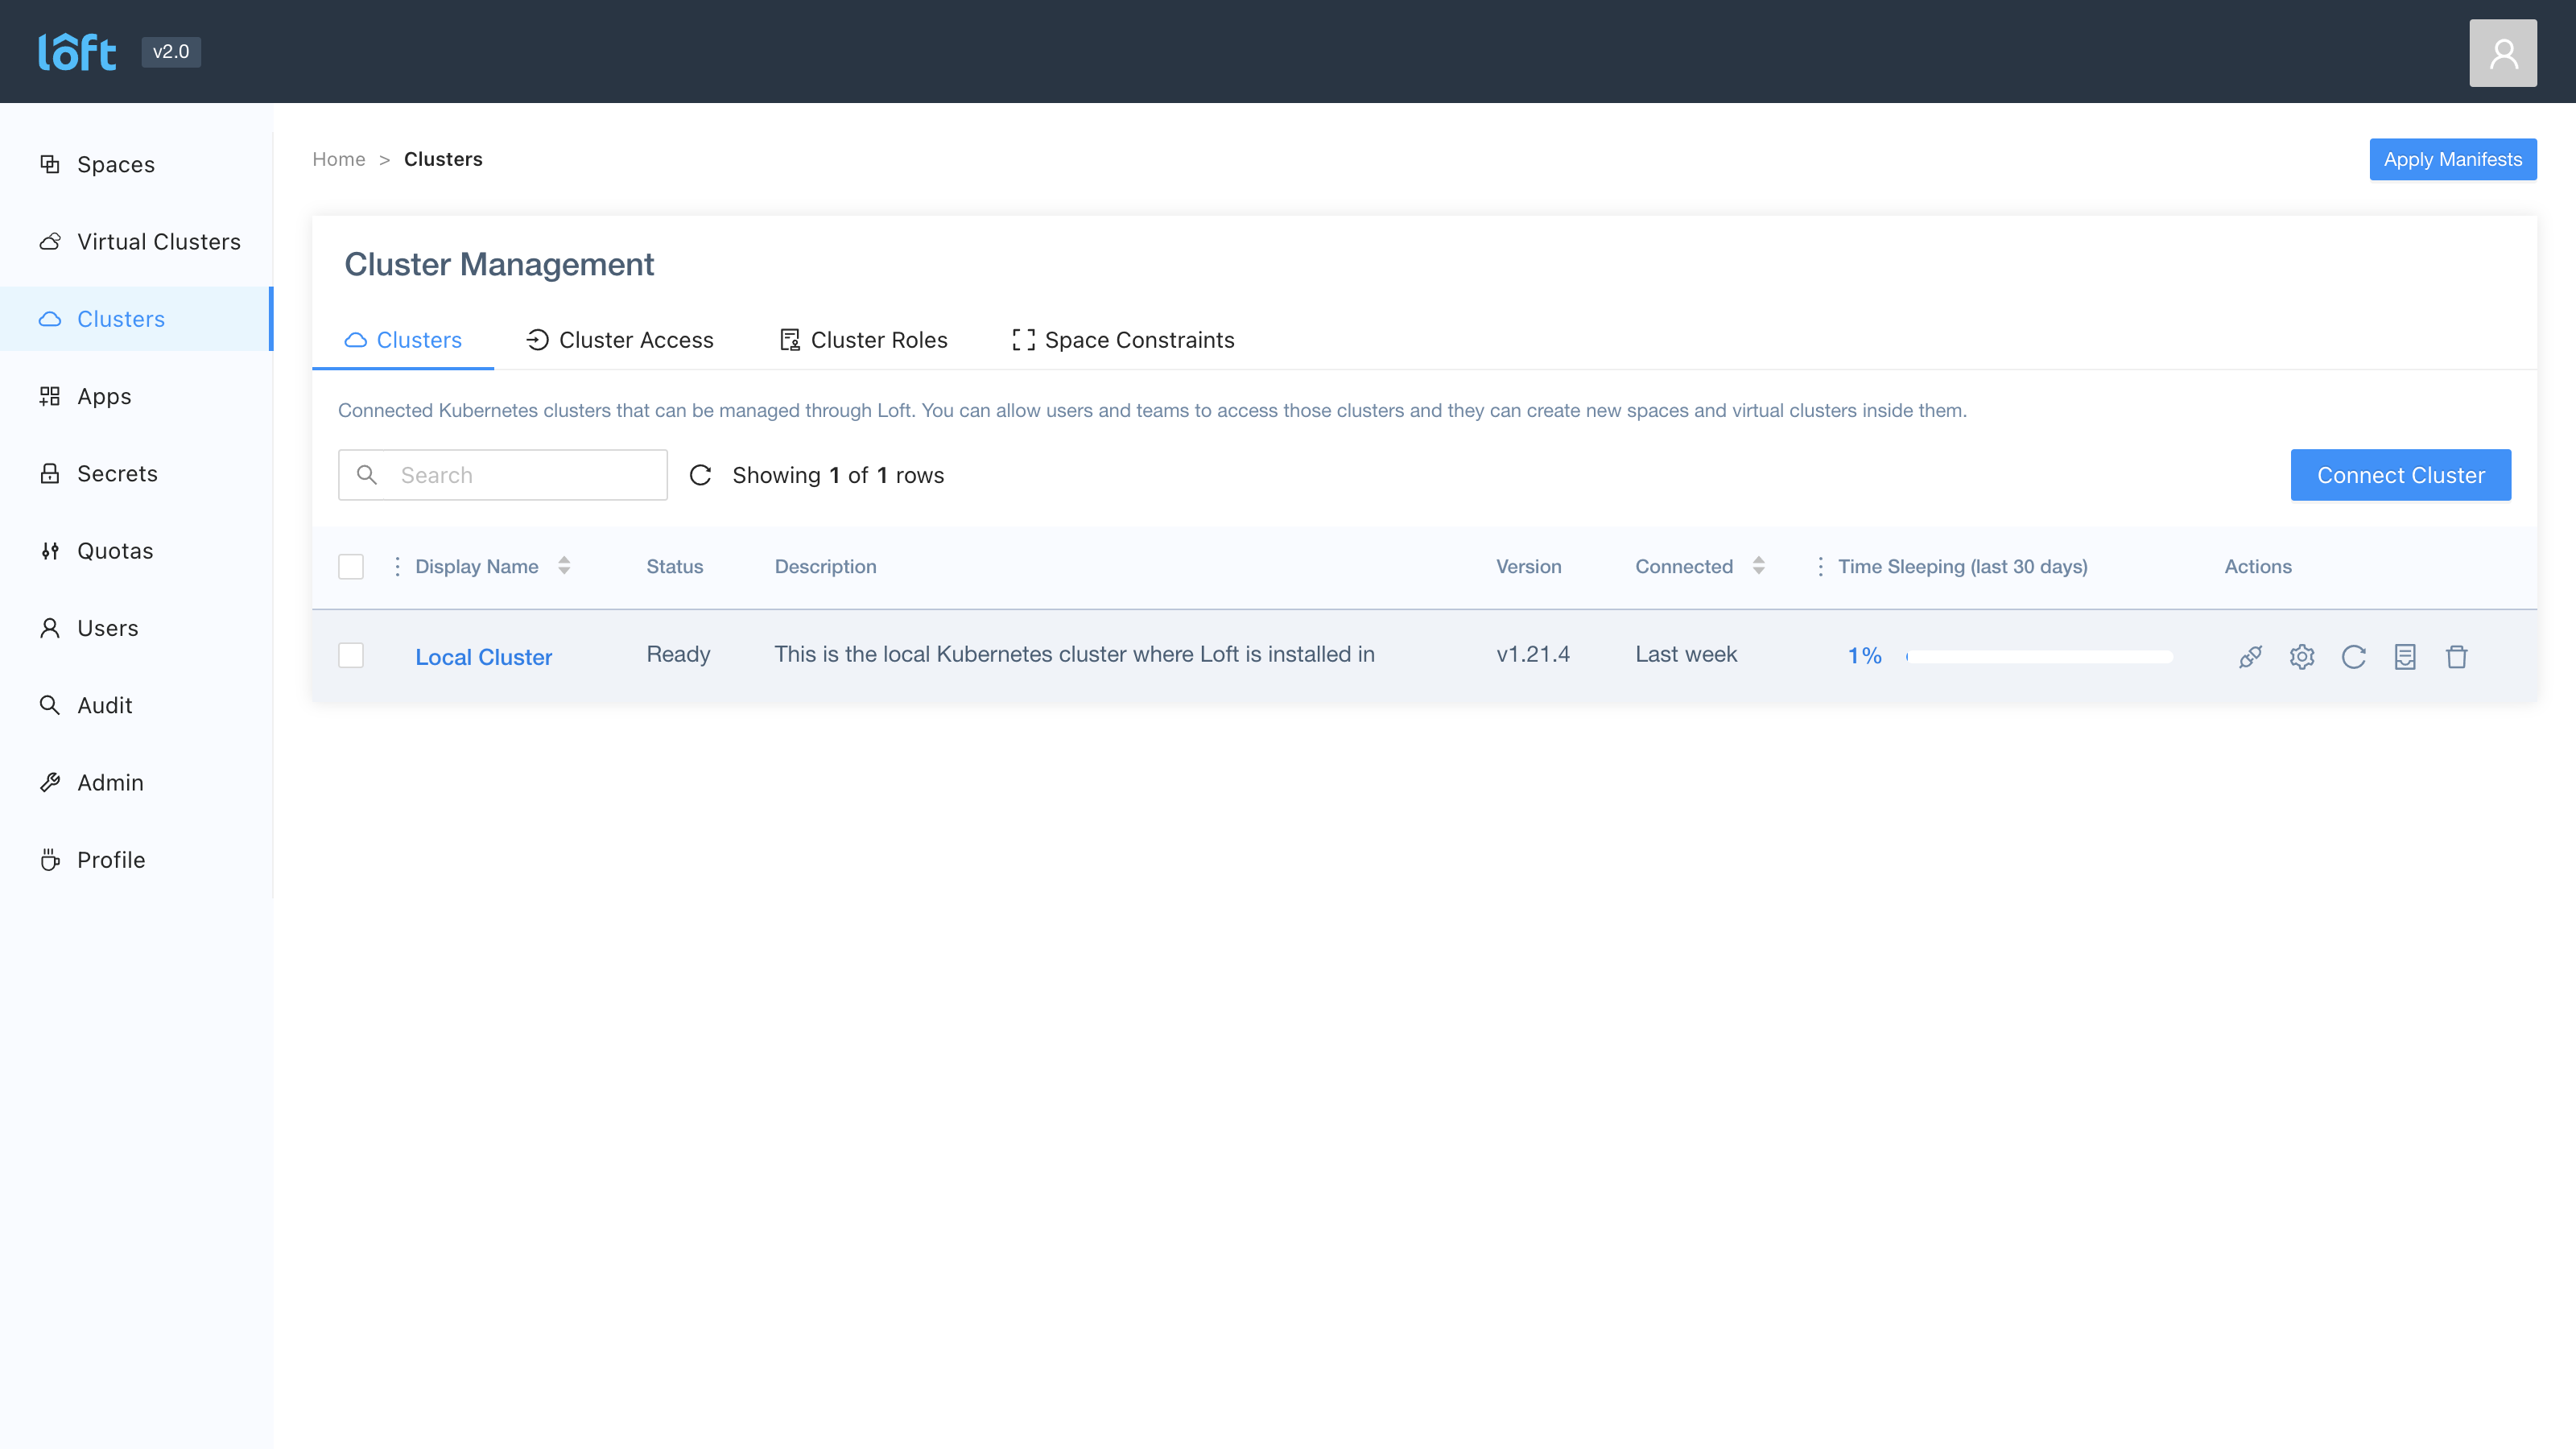 loft v2.0
Spaces
Virtual Clusters
Clusters
Apps
Secrets
Quotas
Users
Audit
Admin
Profile
Home > Clusters
Apply Manifests
Cluster Management
Clusters Cluster Access Cluster Roles Space Constraints
Connected Kubernetes clusters that can be managed through Loft. You can allow users and teams to access those clusters and they can create new spaces and virtual clusters inside them.
Search Showing 1 of 1 rows Connect Cluster
Display Name Status Description Version Connected Time Sleeping (last 30 days) Actions
Local Cluster Ready This is the local Kubernetes cluster where Loft is installed in v1.21.4 Last week 1%